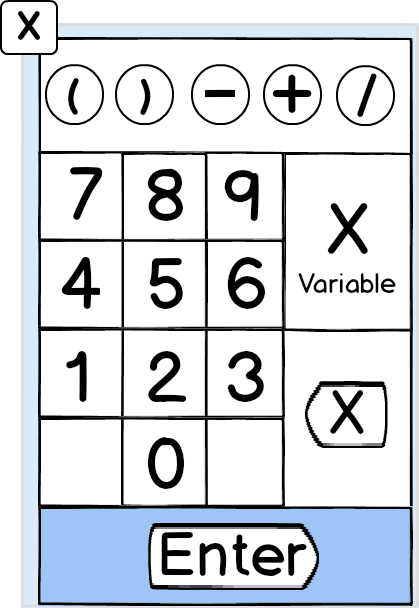 X
( ) - + /
7 8 9
X
Variable
4 5 6
1 2 3
X
0
Enter